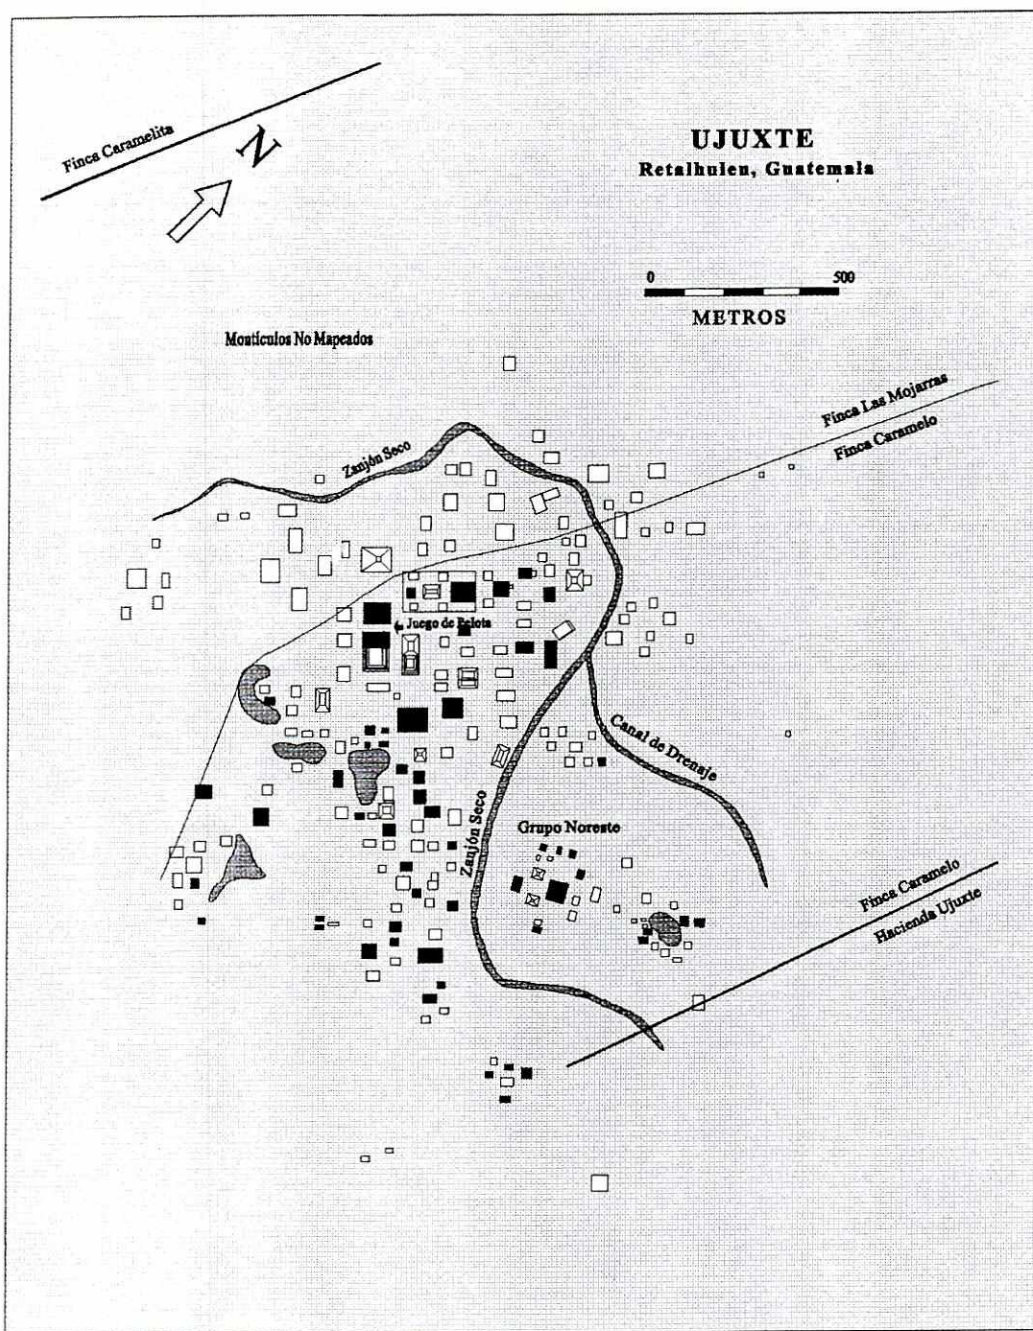 UJUXTE
Retalhuleu, Guatemala
Finca Caramelita
N
0 500
METROS
Montículos No Mapeados
Finca Las Mojarras
Finca Caramelo
Zanjón Seco
Juego de Pelota
Canal de Drenaje
Zanjón Seco
Grupo Noreste
Finca Caramelo
Hacienda Ujuxte